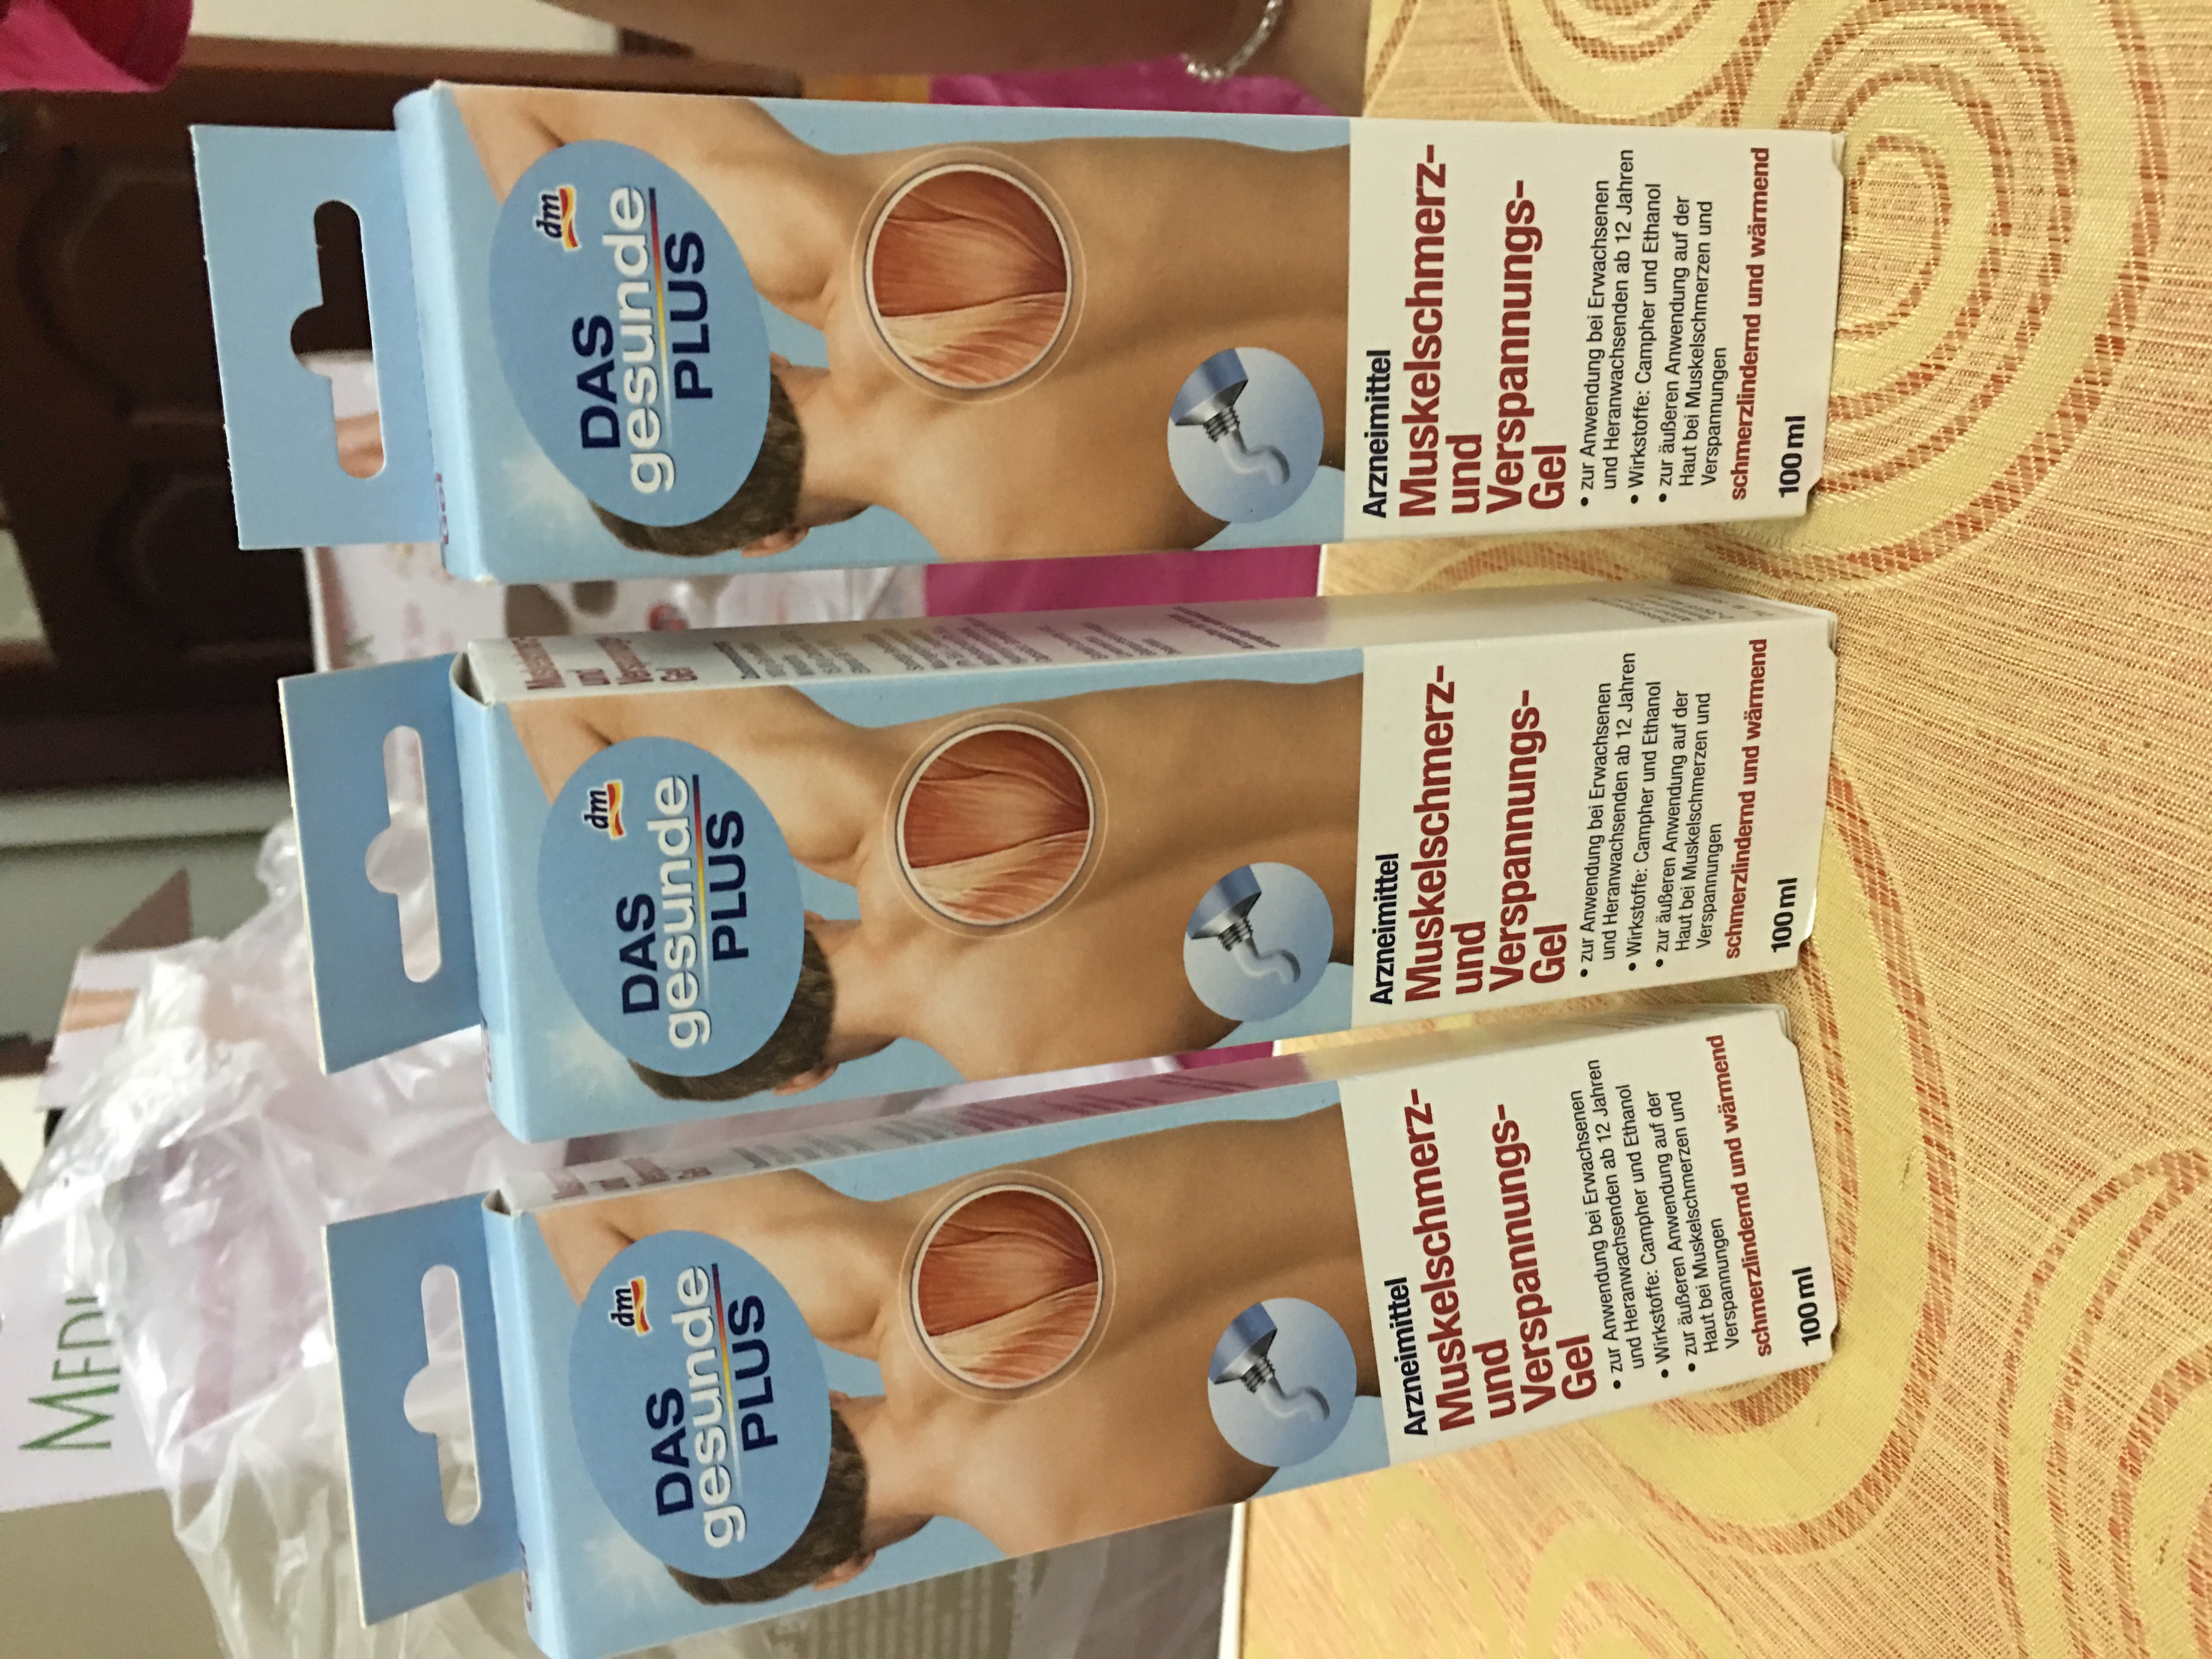 MEDI
DAS
gesunde
PLUS
dm
Arzneimittel
Muskelschmerz-
und
Verspannungs-
Gel
• zur Anwendung bei Erwachsenen
und Heranwachsenden ab 12 Jahren
• Wirkstoffe: Campher und Ethanol
• zur äußeren Anwendung auf der
Haut bei Muskelschmerzen und
Verspannungen
schmerzlindernd und wärmend
100 ml
Muskelschmerz-
und
Verspannungs-
Gel
DAS
gesunde
PLUS
dm
Arzneimittel
Muskelschmerz-
und
Verspannungs-
Gel
• zur Anwendung bei Erwachsenen
und Heranwachsenden ab 12 Jahren
• Wirkstoffe: Campher und Ethanol
• zur äußeren Anwendung auf der
Haut bei Muskelschmerzen und
Verspannungen
schmerzlindernd und wärmend
100 ml
DAS
gesunde
PLUS
dm
Arzneimittel
Muskelschmerz-
und
Verspannungs-
Gel
• zur Anwendung bei Erwachsenen
und Heranwachsenden ab 12 Jahren
• Wirkstoffe: Campher und Ethanol
• zur äußeren Anwendung auf der
Haut bei Muskelschmerzen und
Verspannungen
schmerzlindernd und wärmend
100 ml